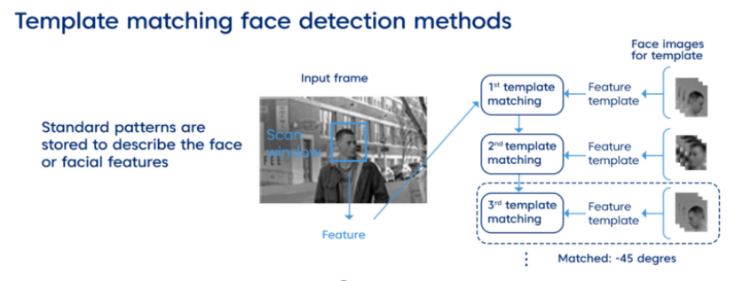 Template matching face detection methods
Face images
for template
Input frame
Standard patterns are
stored to describe the face
or facial features
Scan
window
Feature
1st template
matching
Feature
template
2nd template
matching
Feature
template
3rd template
matching
Feature
template
Matched: -45 degres